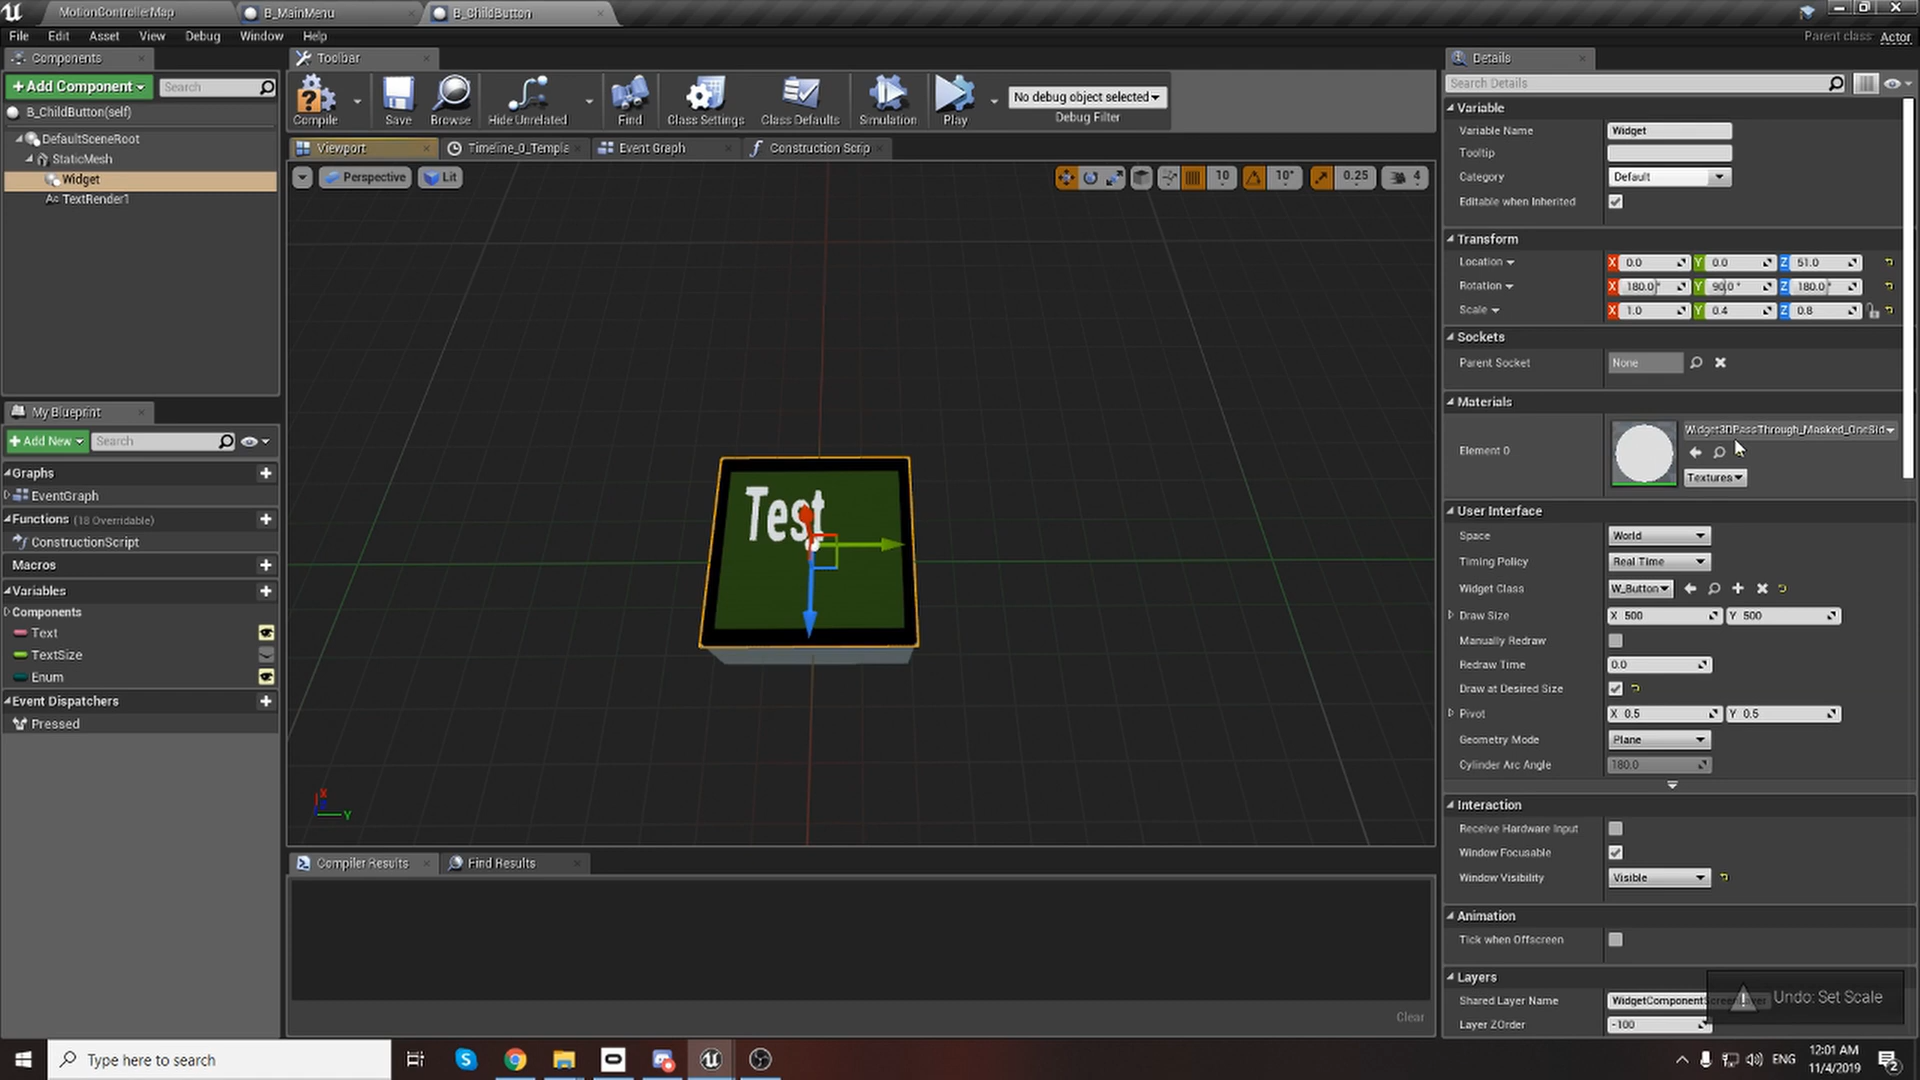 MotionControllerMap
B_MainMenu
B_ChildButton
File Edit Asset View Debug Window Help
Parent class: Actor
Components
+Add Component
Search
B_ChildButton(self)
DefaultSceneRoot
StaticMesh
Widget
TextRender1
My Blueprint
+Add New
Search
Graphs
EventGraph
Functions (18 Overridable)
ConstructionScript
Macros
Variables
Components
Text
TextSize
Enum
Event Dispatchers
Pressed
Toolbar
Compile
Save
Browse
Hide Unrelated
Find
Class Settings
Class Defaults
Simulation
Play
No debug object selected
Debug Filter
Viewport
Timeline_0_Templa
Event Graph
Construction Scrip
Perspective
Lit
10
10°
0.25
4
Test
X
Y
Compiler Results
Find Results
Clear
Details
Search Details
Variable
Variable Name Widget
Tooltip
Category Default
Editable when Inherited
Transform
Location X 0.0 Y 0.0 Z 51.0
Rotation X 180.0° Y 90.0° Z 180.0°
Scale X 1.0 Y 0.4 Z 0.8
Sockets
Parent Socket None
Materials
Element 0
Widget3DPassThrough_Masked_OneSid
Textures
User Interface
Space World
Timing Policy Real Time
Widget Class W_Button
Draw Size X 500 Y 500
Manually Redraw
Redraw Time 0.0
Draw at Desired Size
Pivot X 0.5 Y 0.5
Geometry Mode Plane
Cylinder Arc Angle 180.0
Interaction
Receive Hardware Input
Window Focusable
Window Visibility Visible
Animation
Tick when Offscreen
Layers
Shared Layer Name
Undo: Set Scale
Layer ZOrder -100
Type here to search
ENG
12:01 AM
11/4/2019
2